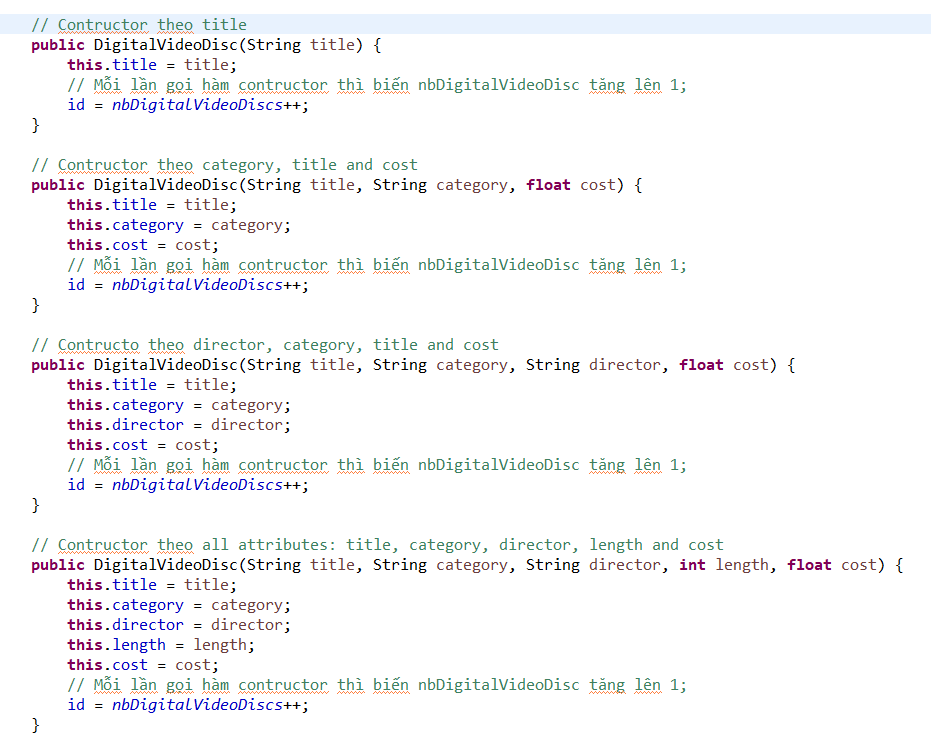 // Contructor theo title
public DigitalVideoDisc(String title) {
this.title = title;
// Mỗi lần gọi hàm contructor thì biến nbDigitalVideoDisc tăng lên 1;
id = nbDigitalVideoDiscs++;
}
// Contructor theo category, title and cost
public DigitalVideoDisc(String title, String category, float cost) {
this.title = title;
this.category = category;
this.cost = cost;
// Mỗi lần gọi hàm contructor thì biến nbDigitalVideoDisc tăng lên 1;
id = nbDigitalVideoDiscs++;
}
// Contructo theo director, category, title and cost
public DigitalVideoDisc(String title, String category, String director, float cost) {
this.title = title;
this.category = category;
this.director = director;
this.cost = cost;
// Mỗi lần gọi hàm contructor thì biến nbDigitalVideoDisc tăng lên 1;
id = nbDigitalVideoDiscs++;
}
// Contructor theo all attributes: title, category, director, length and cost
public DigitalVideoDisc(String title, String category, String director, int length, float cost) {
this.title = title;
this.category = category;
this.director = director;
this.length = length;
this.cost = cost;
// Mỗi lần gọi hàm contructor thì biến nbDigitalVideoDisc tăng lên 1;
id = nbDigitalVideoDiscs++;
}